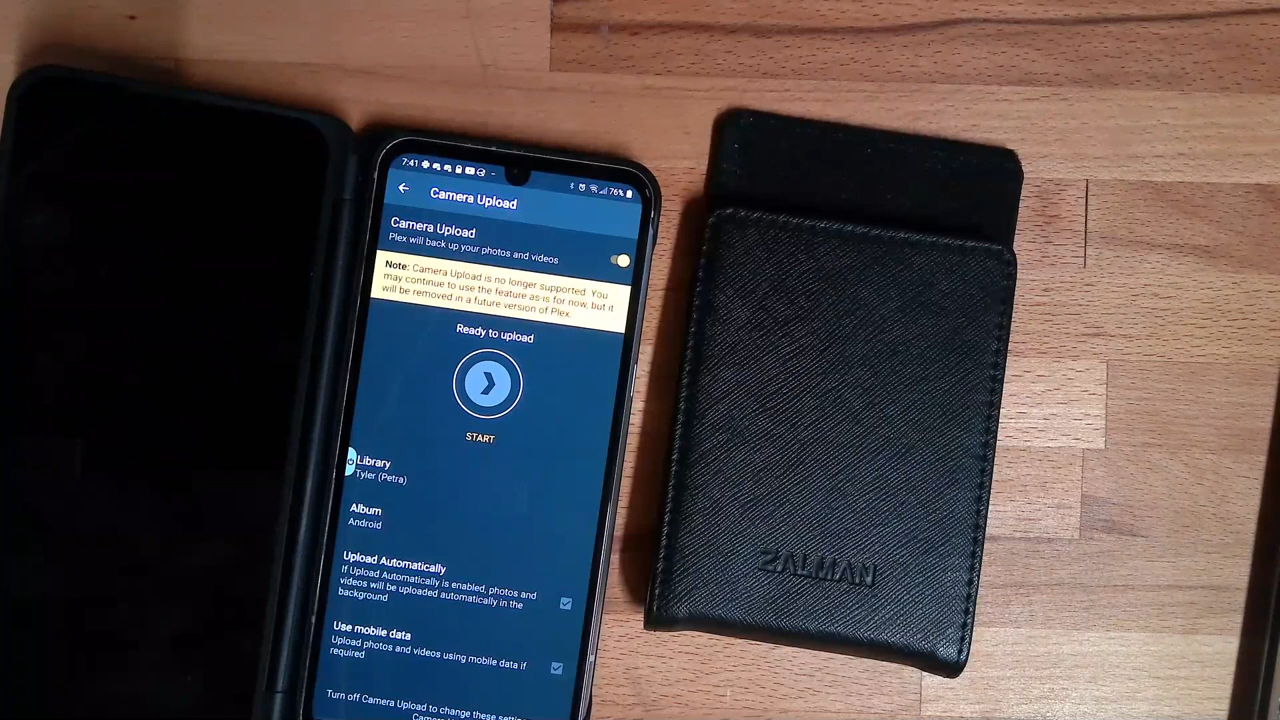 7:41
76%
Camera Upload
Camera Upload
Plex will back up your photos and videos
Note: Camera Upload is no longer supported. You
may continue to use the feature as-is for now, but it
will be removed in a future version of Plex.
Ready to upload
START
Library
Tyler (Petra)
Album
Android
Upload Automatically
If Upload Automatically is enabled, photos and
videos will be uploaded automatically in the
background
Use mobile data
Upload photos and videos using mobile data if
required
Turn off Camera Upload to change these
ZALMAN